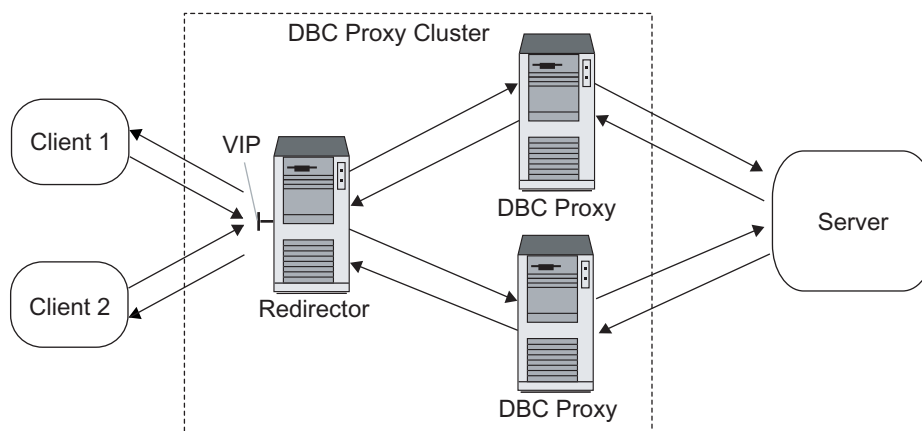 DBC Proxy Cluster
Client 1
VIP
DBC Proxy
Server
Client 2
Redirector
DBC Proxy